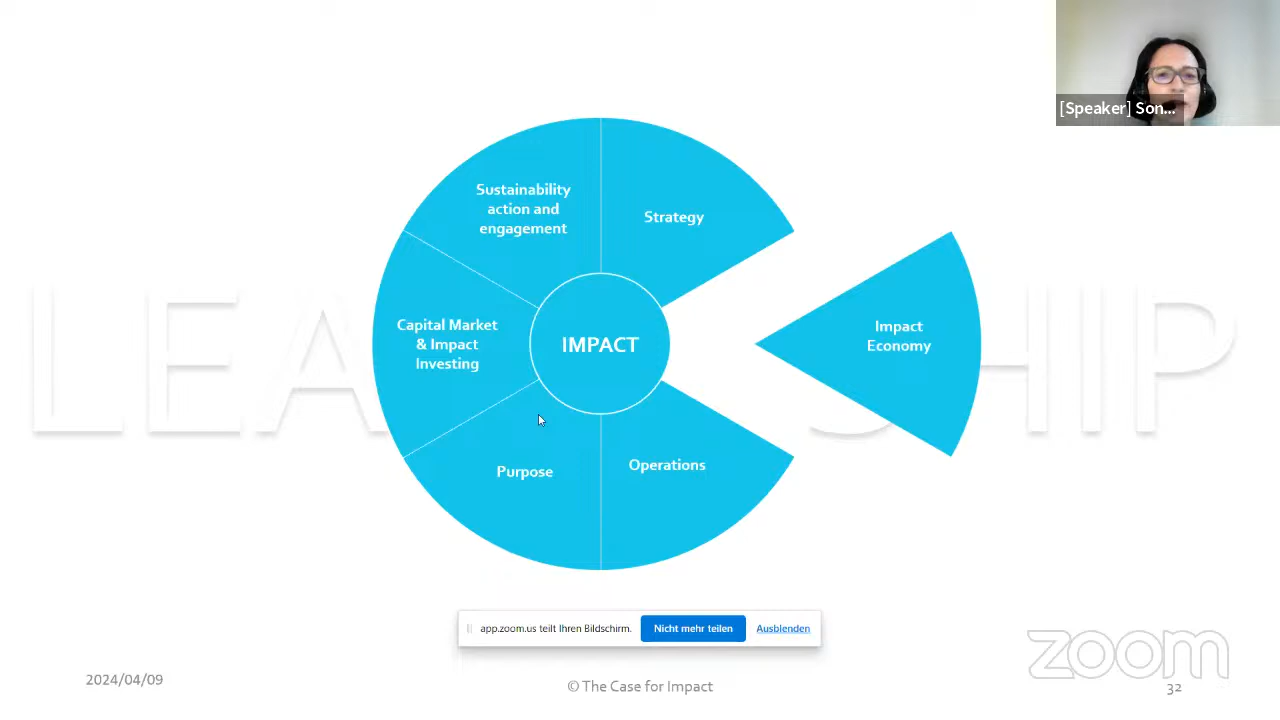 [Speaker] Son...
Sustainability
action and
engagement
Strategy
Capital Market
& Impact
Investing
IMPACT
Impact
Economy
Purpose
Operations
app.zoom.us teilt Ihren Bildschirm.
Nicht mehr teilen
Ausblenden
zoom
2024/04/09
© The Case for Impact
32